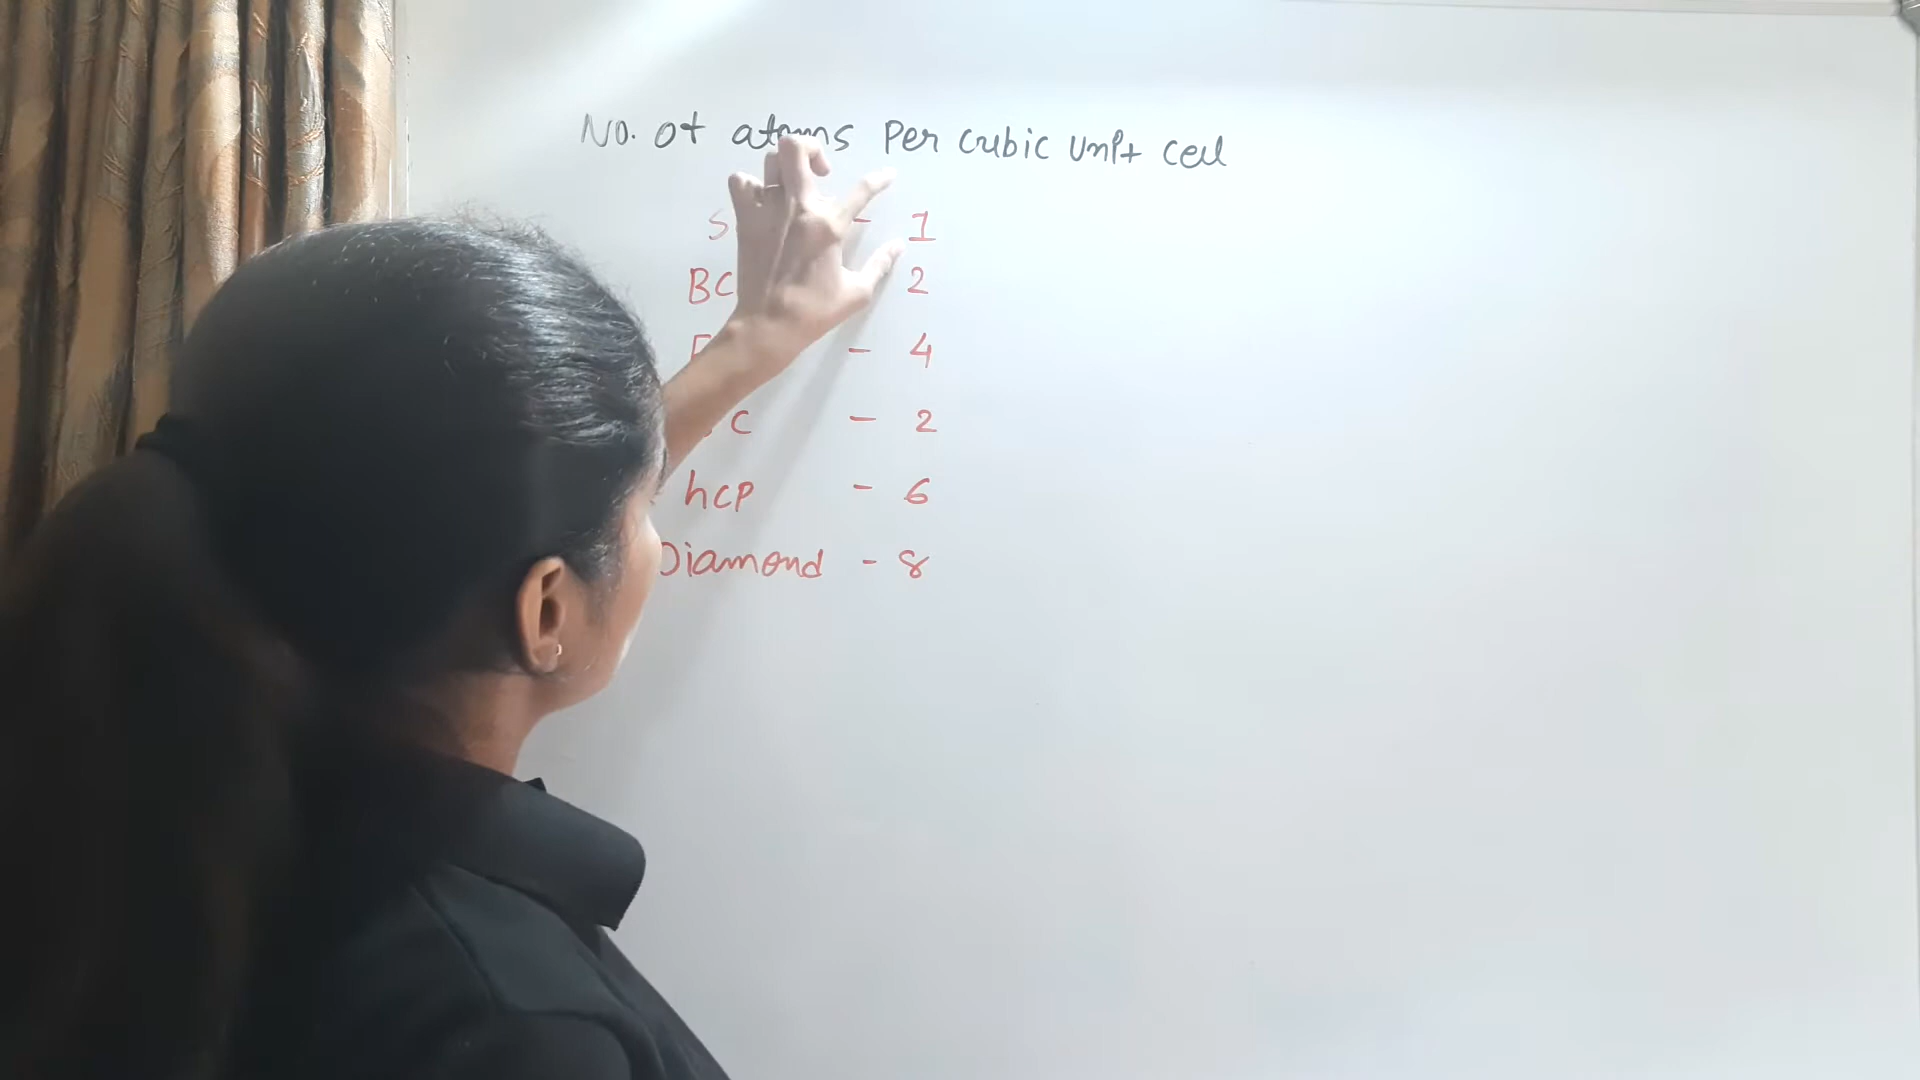 No. of atoms Per cubic Unit cell
S - 1
BC 2
F - 4
C - 2
hcp - 6
Diamond - 8